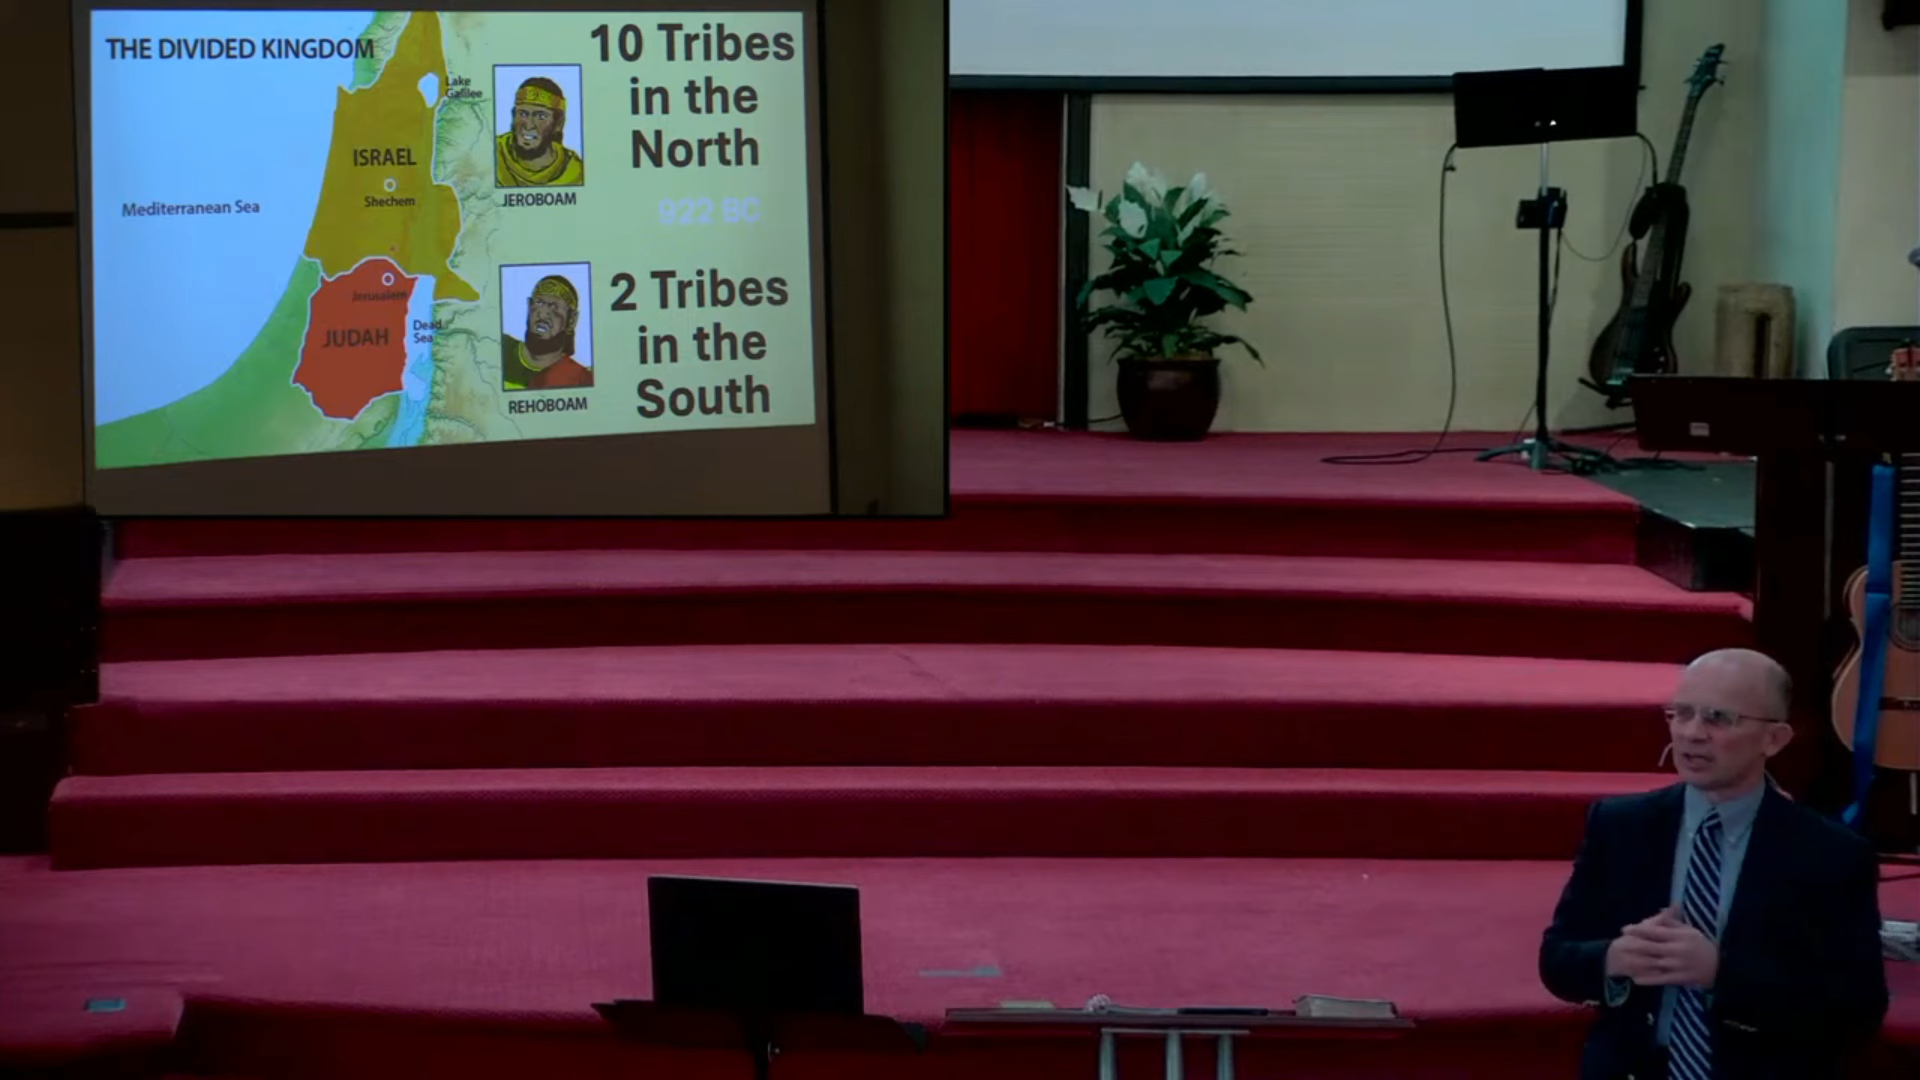 THE DIVIDED KINGDOM
Lake
Galilee
ISRAEL
Shechem
Mediterranean Sea
Jerusalem
JUDAH
Dead
Sea
JEROBOAM
REHOBOAM
10 Tribes
in the
North
922 BC
2 Tribes
in the
South